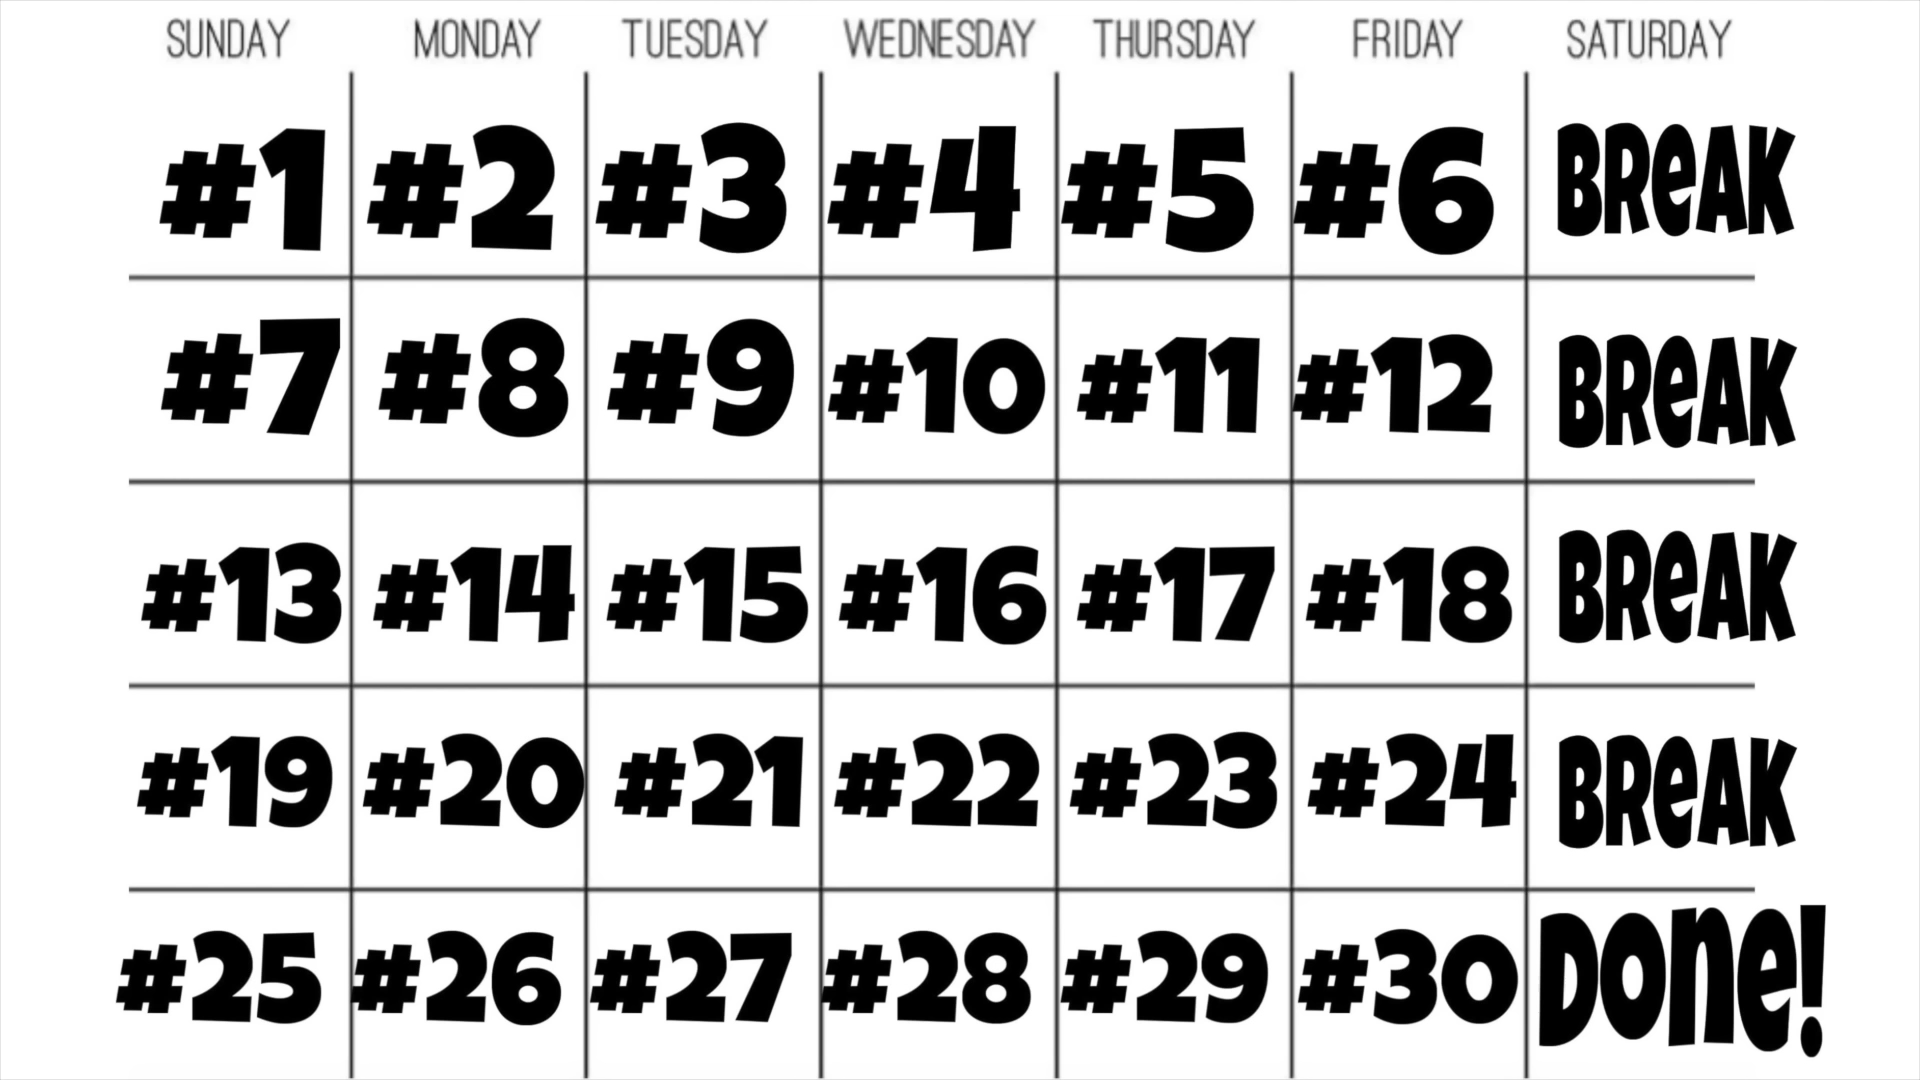 SUNDAY MONDAY TUESDAY WEDNESDAY THURSDAY FRIDAY SATURDAY
#1 #2 #3 #4 #5 #6 BReAK
#7 #8 #9 #10 #11 #12 BReAK
#13 #14 #15 #16 #17 #18 BReAK
#19 #20 #21 #22 #23 #24 BReAK
#25 #26 #27 #28 #29 #30 DOne!